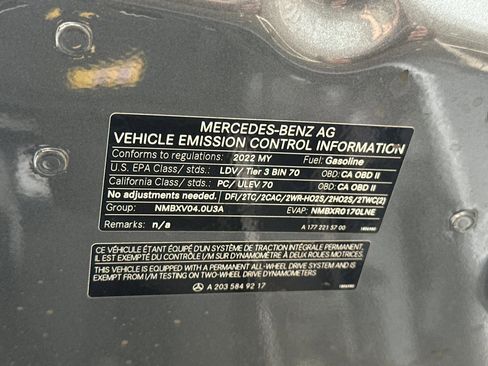 MERCEDES-BENZ AG
VEHICLE EMISSION CONTROL INFORMATION
Conforms to regulations: 2022 MY Fuel: Gasoline
U.S. EPA Class / stds.: LDV/ Tier 3 BIN 70 OBD: CA OBD II
California Class / stds.: PC/ ULEV 70 OBD: CA OBD II
No adjustments needed. DFI/2TC/2CAC/2WR-HO2S/2HO2S/2TWC(2)
Group: NMBXV04.0U3A EVAP: NMBXR0170LNE
Remarks: n/a A 177 221 57 00
CE VÉHICULE ÉTANT ÉQUIPÉ D'UN SYSTÈME DE TRACTION INTÉGRALE PERMANENT,
IL EST EXEMPTÉ DU CONTRÔLE I/M SUR DYNAMOMÈTRE À DEUX ROUES MOTRICES.
THIS VEHICLE IS EQUIPPED WITH A PERMANENT ALL-WHEEL DRIVE SYSTEM AND IS
EXEMPT FROM I/M TESTING ON TWO-WHEEL DRIVE DYNAMOMETERS
A 203 584 92 17